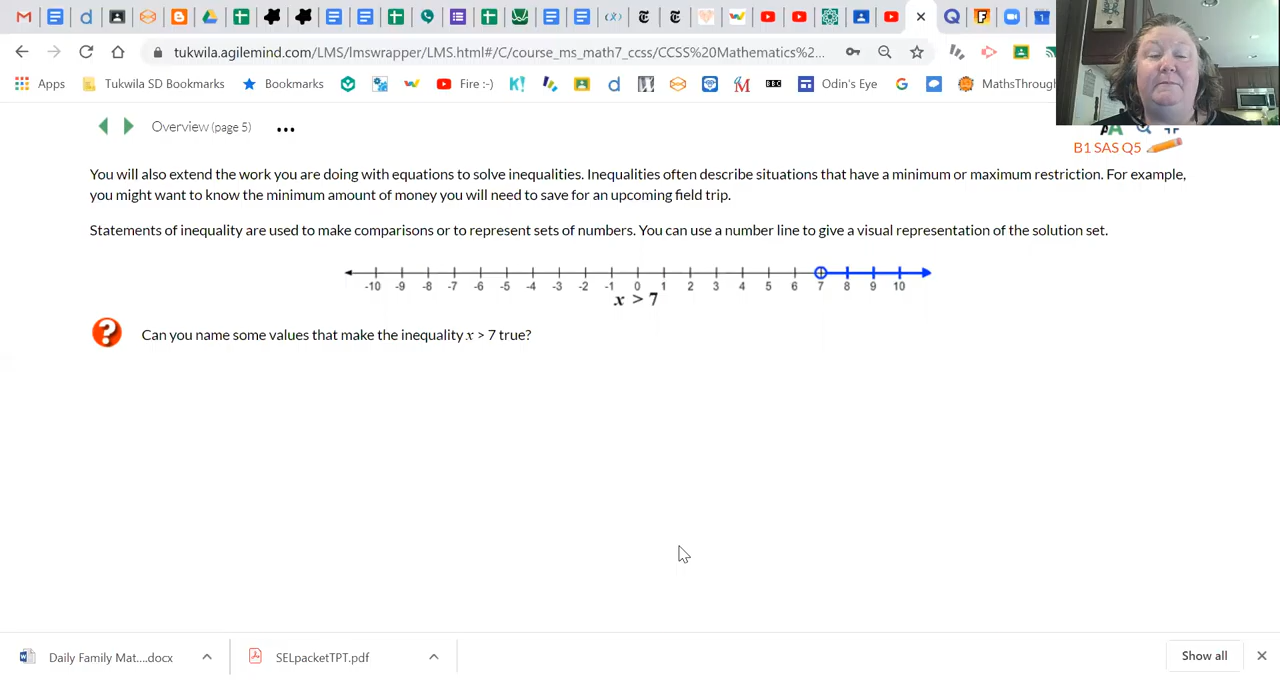 tukwila.agilemind.com/LMS/lmswrapper/LMS.html#/C/course_ms_math7_ccss/CCSS%20Mathematics%2...
Apps Tukwila SD Bookmarks Bookmarks Fire :-) K! BBC Odin's Eye MathsThroug
Overview (page 5) ...
B1 SAS Q5
You will also extend the work you are doing with equations to solve inequalities. Inequalities often describe situations that have a minimum or maximum restriction. For example,
you might want to know the minimum amount of money you will need to save for an upcoming field trip.
Statements of inequality are used to make comparisons or to represent sets of numbers. You can use a number line to give a visual representation of the solution set.
-10 -9 -8 -7 -6 -5 -4 -3 -2 -1 0 1 2 3 4 5 6 7 8 9 10
x > 7
? Can you name some values that make the inequality x > 7 true?
Daily Family Mat....docx SELpacketTPT.pdf Show all